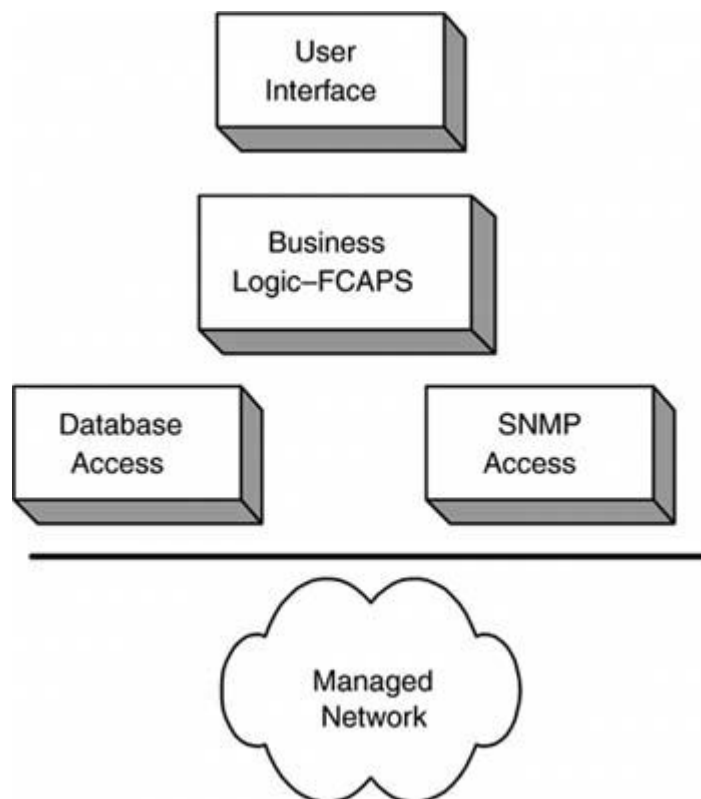 User
Interface
Business
Logic–FCAPS
Database
Access
SNMP
Access
Managed
Network